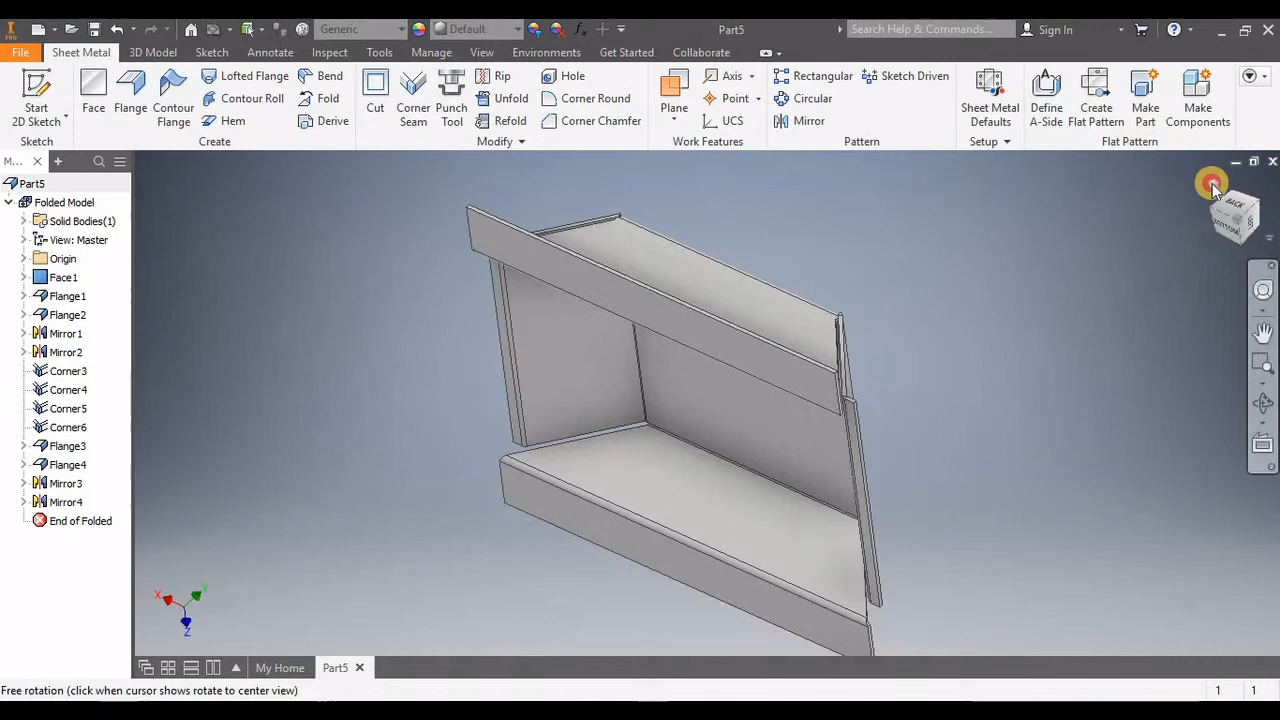 PRO
Generic
Default
Part5
Search Help & Commands...
Sign In
File
Sheet Metal
3D Model
Sketch
Annotate
Inspect
Tools
Manage
View
Environments
Get Started
Collaborate
Start
2D Sketch
Sketch
Face
Flange
Contour
Flange
Lofted Flange
Contour Roll
Hem
Bend
Fold
Derive
Create
Cut
Corner
Seam
Punch
Tool
Rip
Unfold
Refold
Hole
Corner Round
Corner Chamfer
Modify
Plane
Axis
Point
UCS
Work Features
Rectangular
Circular
Mirror
Sketch Driven
Pattern
Sheet Metal
Defaults
Setup
Define
A-Side
Create
Flat Pattern
Make
Part
Make
Components
Flat Pattern
M...
Part5
Folded Model
Solid Bodies(1)
View: Master
Origin
Face1
Flange1
Flange2
Mirror1
Mirror2
Corner3
Corner4
Corner5
Corner6
Flange3
Flange4
Mirror3
Mirror4
End of Folded
BACK
BOTTOM
X
Y
Z
My Home
Part5
Free rotation (click when cursor shows rotate to center view)
1
1